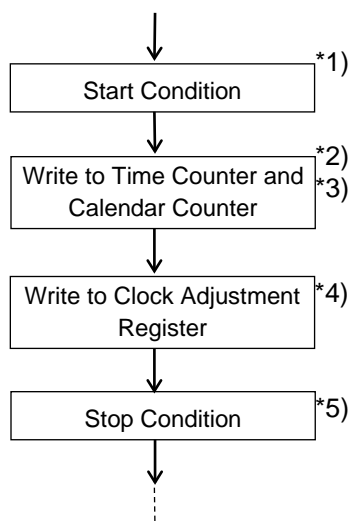 *1)
Start Condition
*2)
Write to Time Counter and
*3)
Calendar Counter
Write to Clock Adjustment
*4)
Register
Stop Condition
*5)